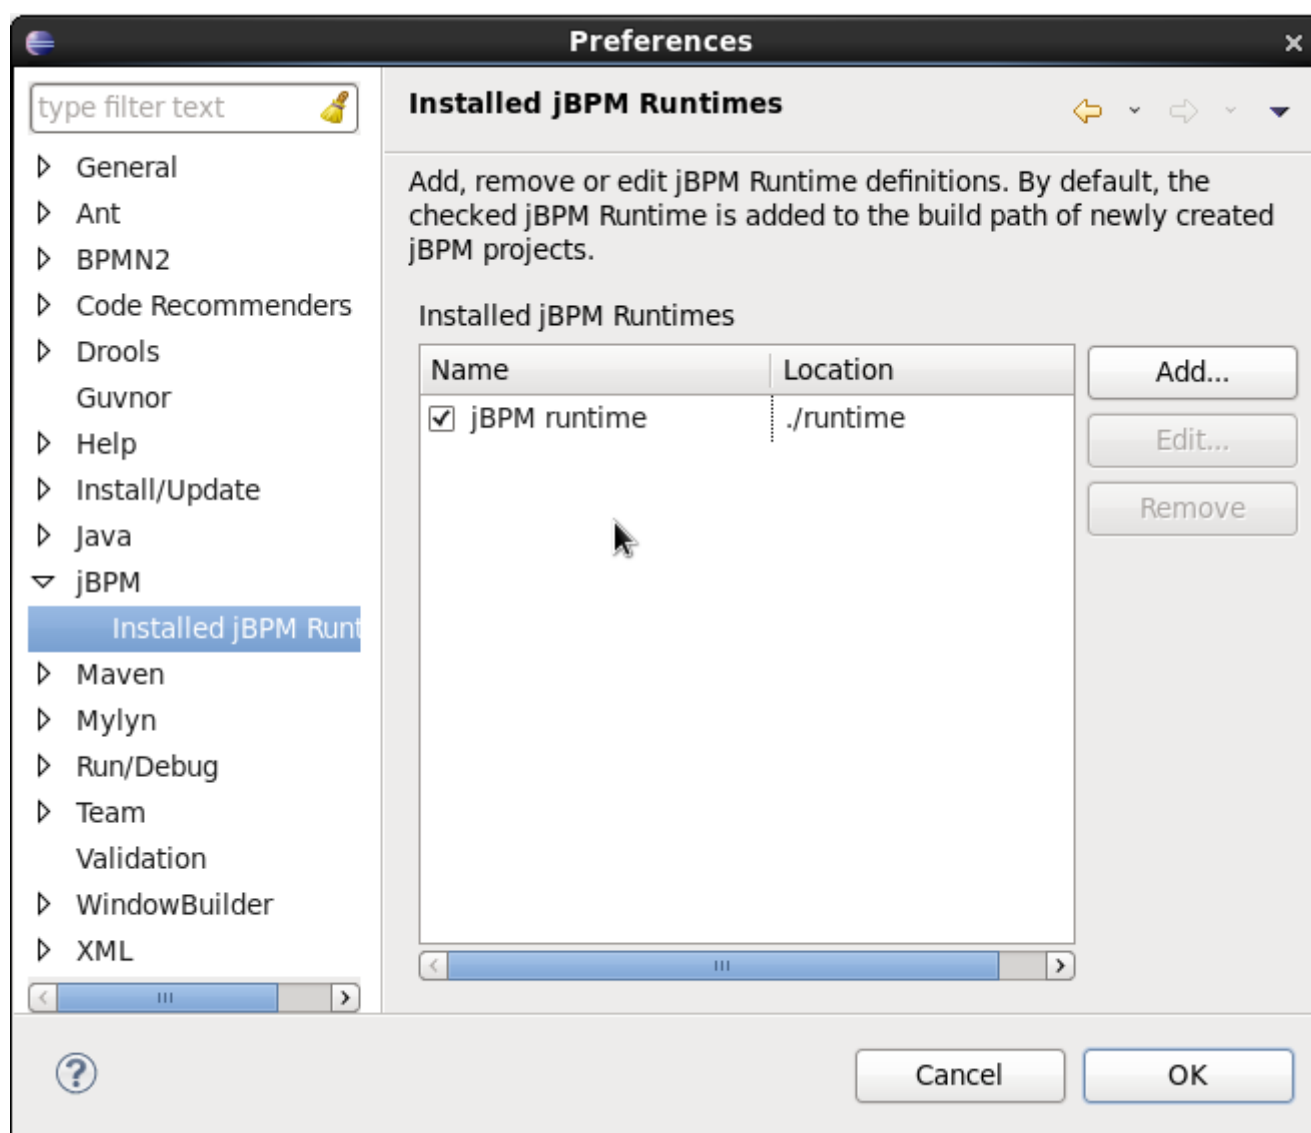 Preferences
type filter text
General
Ant
BPMN2
Code Recommenders
Drools
Guvnor
Help
Install/Update
Java
jBPM
Installed jBPM Runt
Maven
Mylyn
Run/Debug
Team
Validation
WindowBuilder
XML
Installed jBPM Runtimes
Add, remove or edit jBPM Runtime definitions. By default, the
checked jBPM Runtime is added to the build path of newly created
jBPM projects.
Installed jBPM Runtimes
Name Location
jBPM runtime ./runtime
Add...
Edit...
Remove
Cancel OK